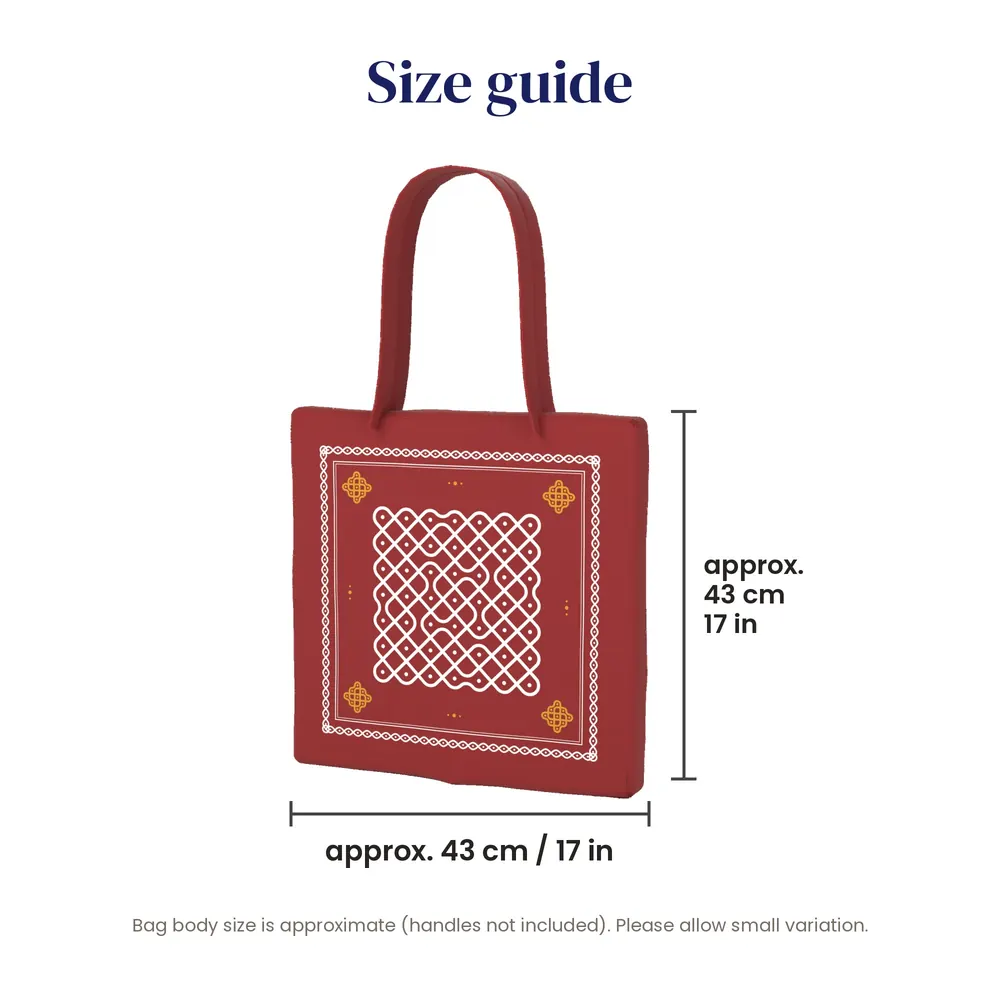 Size guide
approx.
43 cm
17 in
approx. 43 cm / 17 in
Bag body size is approximate (handles not included). Please allow small variation.